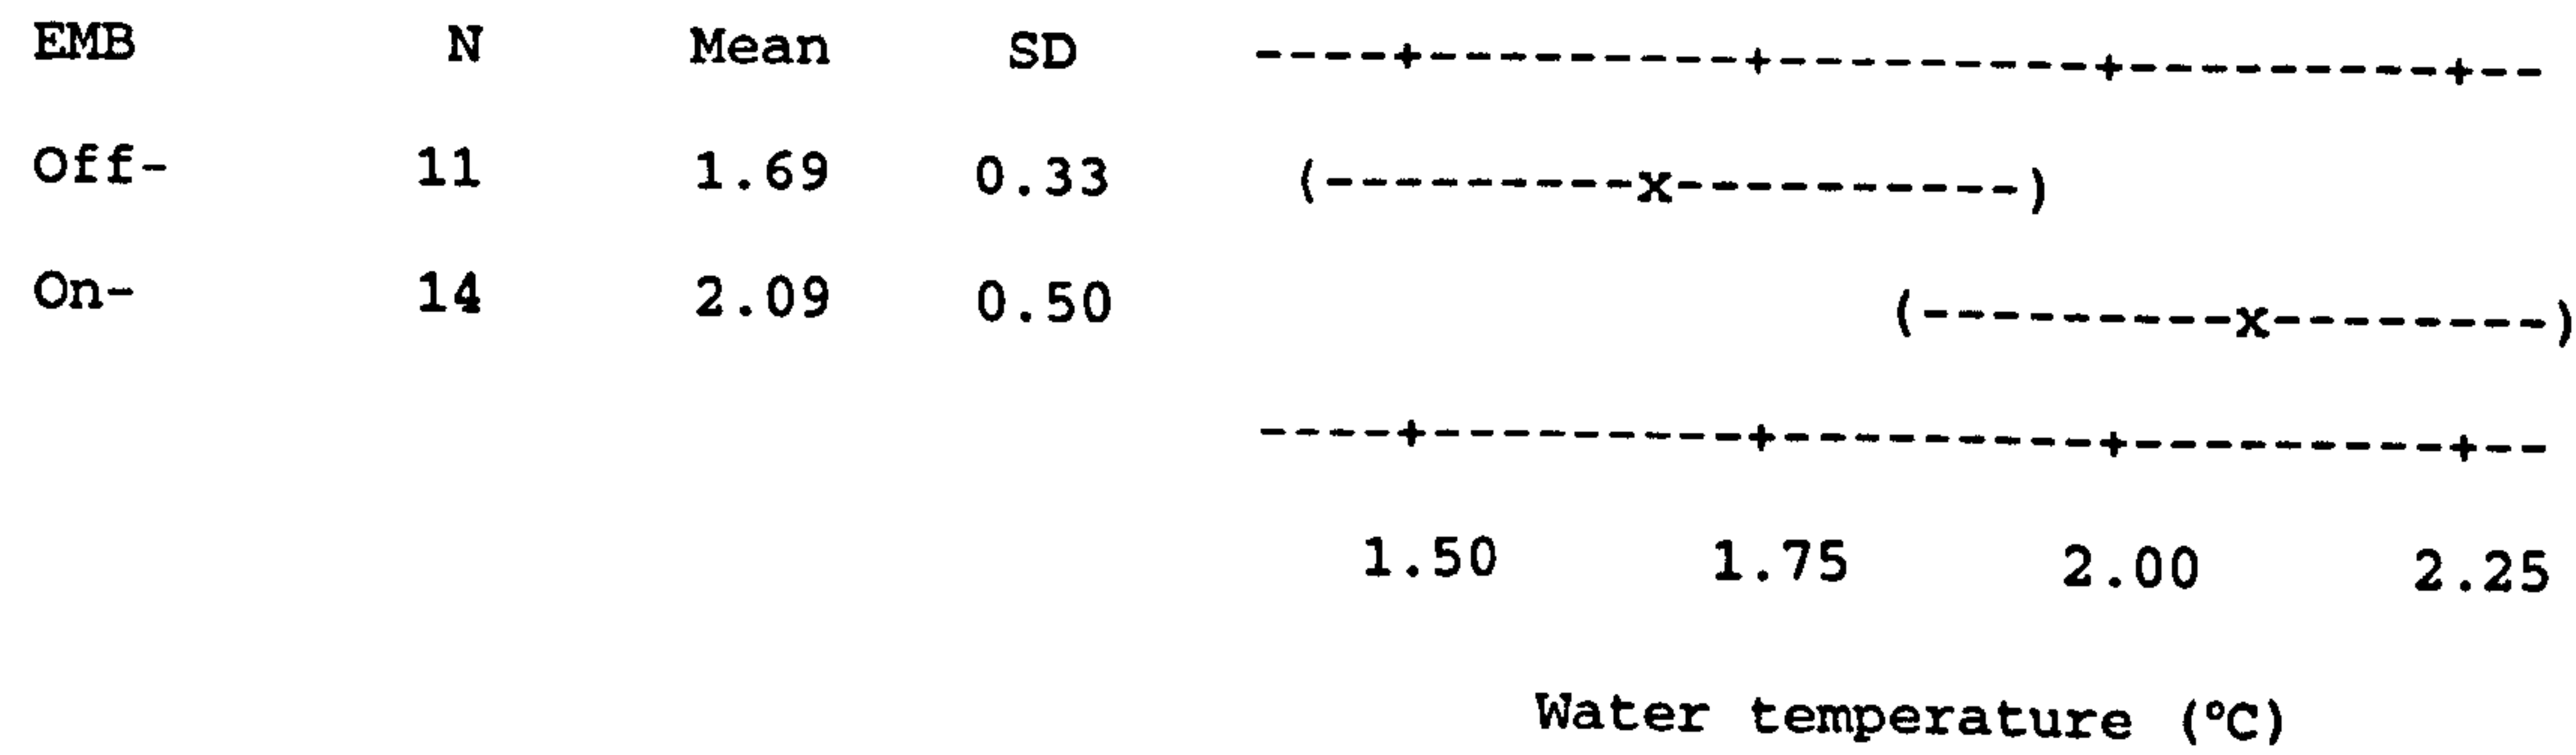 EMB N Mean SD ----+---------+---------+---------+--
Off- 11 1.69 0.33 (---------x----------)
On- 14 2.09 0.50 (---------x--------)
----+---------+---------+---------+--
1.50 1.75 2.00 2.25
Water temperature (°C)